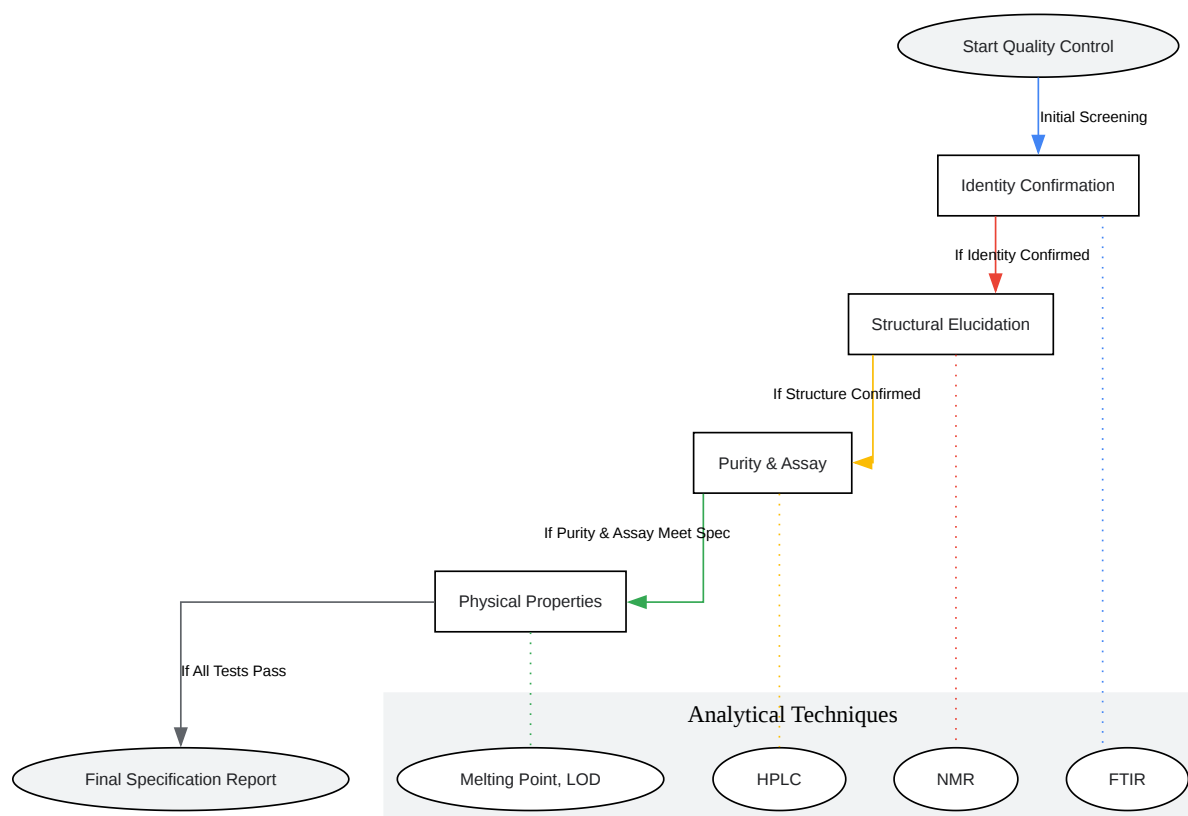 Start Quality Control
Initial Screening
Identity Confirmation
If Identity Confirmed
Structural Elucidation
If Structure Confirmed
Purity & Assay
If Purity & Assay Meet Spec
Physical Properties
If All Tests Pass
Analytical Techniques
Final Specification Report
Melting Point, LOD
HPLC
NMR
FTIR